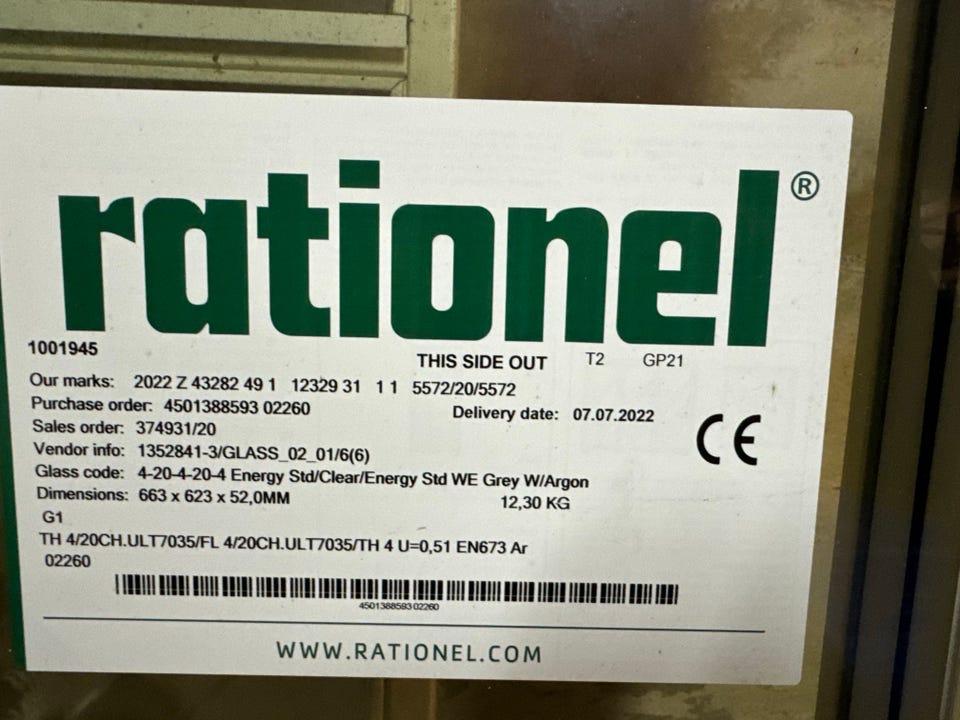 rationel®
1001945
THIS SIDE OUT T2 GP21
Our marks: 2022 Z 43282 49 1 12329 31 1 1 5572/20/5572
Purchase order: 4501388593 02260 Delivery date: 07.07.2022
Sales order: 374931/20
CE
Vendor info: 1352841-3/GLASS_02_01/6(6)
Glass code: 4-20-4-20-4 Energy Std/Clear/Energy Std WE Grey W/Argon
Dimensions: 663 x 623 x 52,0MM 12,30 KG
G1
TH 4/20CH.ULT7035/FL 4/20CH.ULT7035/TH 4 U=0,51 EN673 Ar
02260
4501388593 02260
WWW.RATIONEL.COM